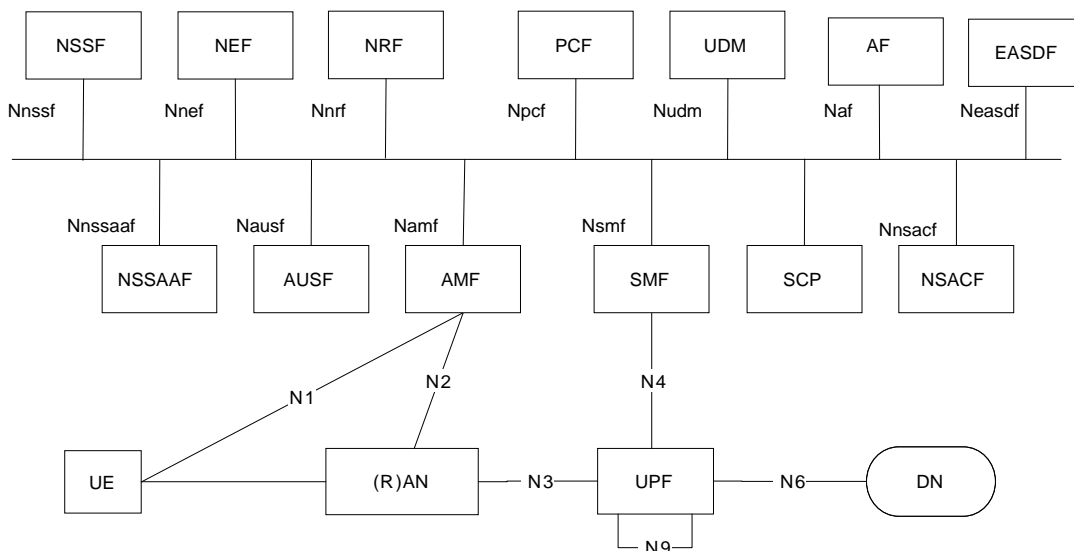 NSSF NEF NRF PCF UDM AF EASDF
Nnssf Nnef Nnrf Npcf Nudm Naf Neasdf
Nnssaaf Nausf Namf Nsmf Nnsacf
NSSAAF AUSF AMF SMF SCP NSACF
N1 N2 N4
UE (R)AN N3 UPF N6 DN
N9